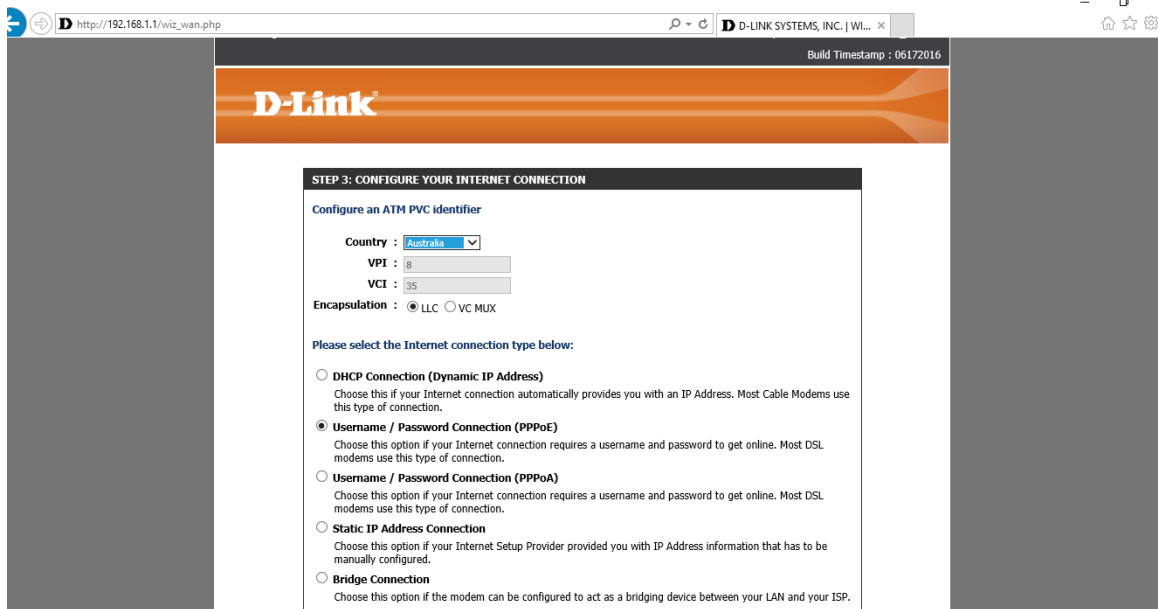 http://192.168.1.1/wiz_wan.php
D-LINK SYSTEMS, INC. | WI...
Build Timestamp : 06172016
D-Link®
STEP 3: CONFIGURE YOUR INTERNET CONNECTION
Configure an ATM PVC identifier
Country : Australia
VPI : 8
VCI : 35
Encapsulation : LLC VC MUX
Please select the Internet connection type below:
DHCP Connection (Dynamic IP Address)
Choose this if your Internet connection automatically provides you with an IP Address. Most Cable Modems use
this type of connection.
Username / Password Connection (PPPoE)
Choose this option if your Internet connection requires a username and password to get online. Most DSL
modems use this type of connection.
Username / Password Connection (PPPoA)
Choose this option if your Internet connection requires a username and password to get online. Most DSL
modems use this type of connection.
Static IP Address Connection
Choose this option if your Internet Setup Provider provided you with IP Address information that has to be
manually configured.
Bridge Connection
Choose this option if the modem can be configured to act as a bridging device between your LAN and your ISP.